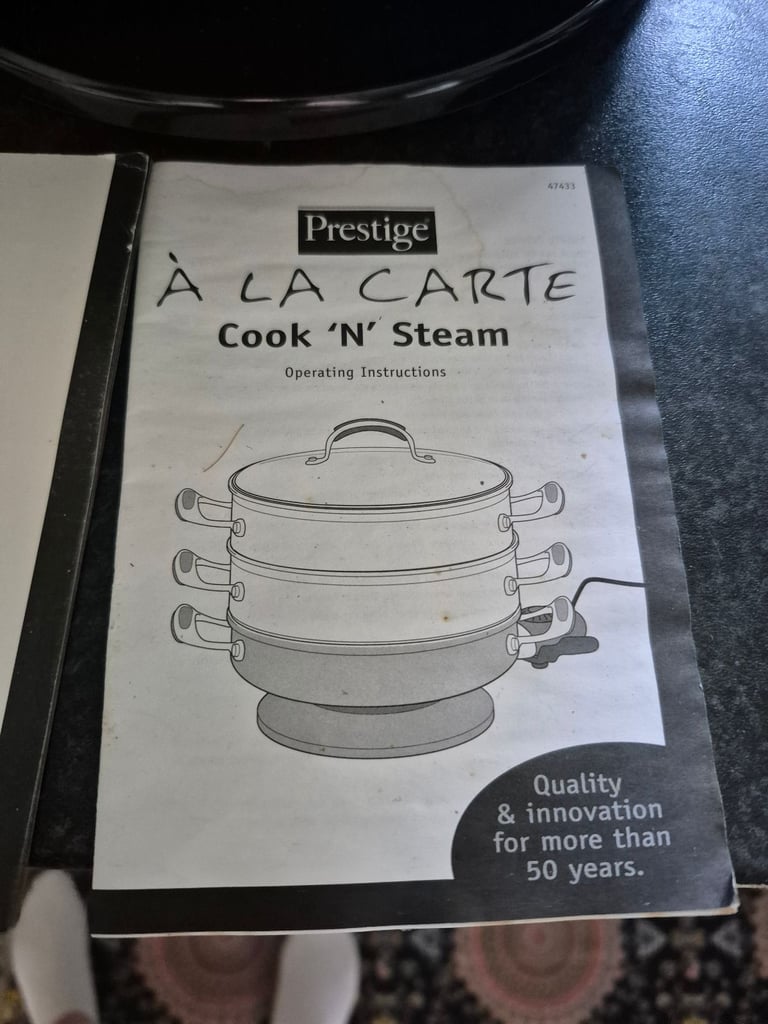 47433
Prestige
À LA CARTE
Cook ‘N’ Steam
Operating Instructions
Quality
& innovation
for more than
50 years.